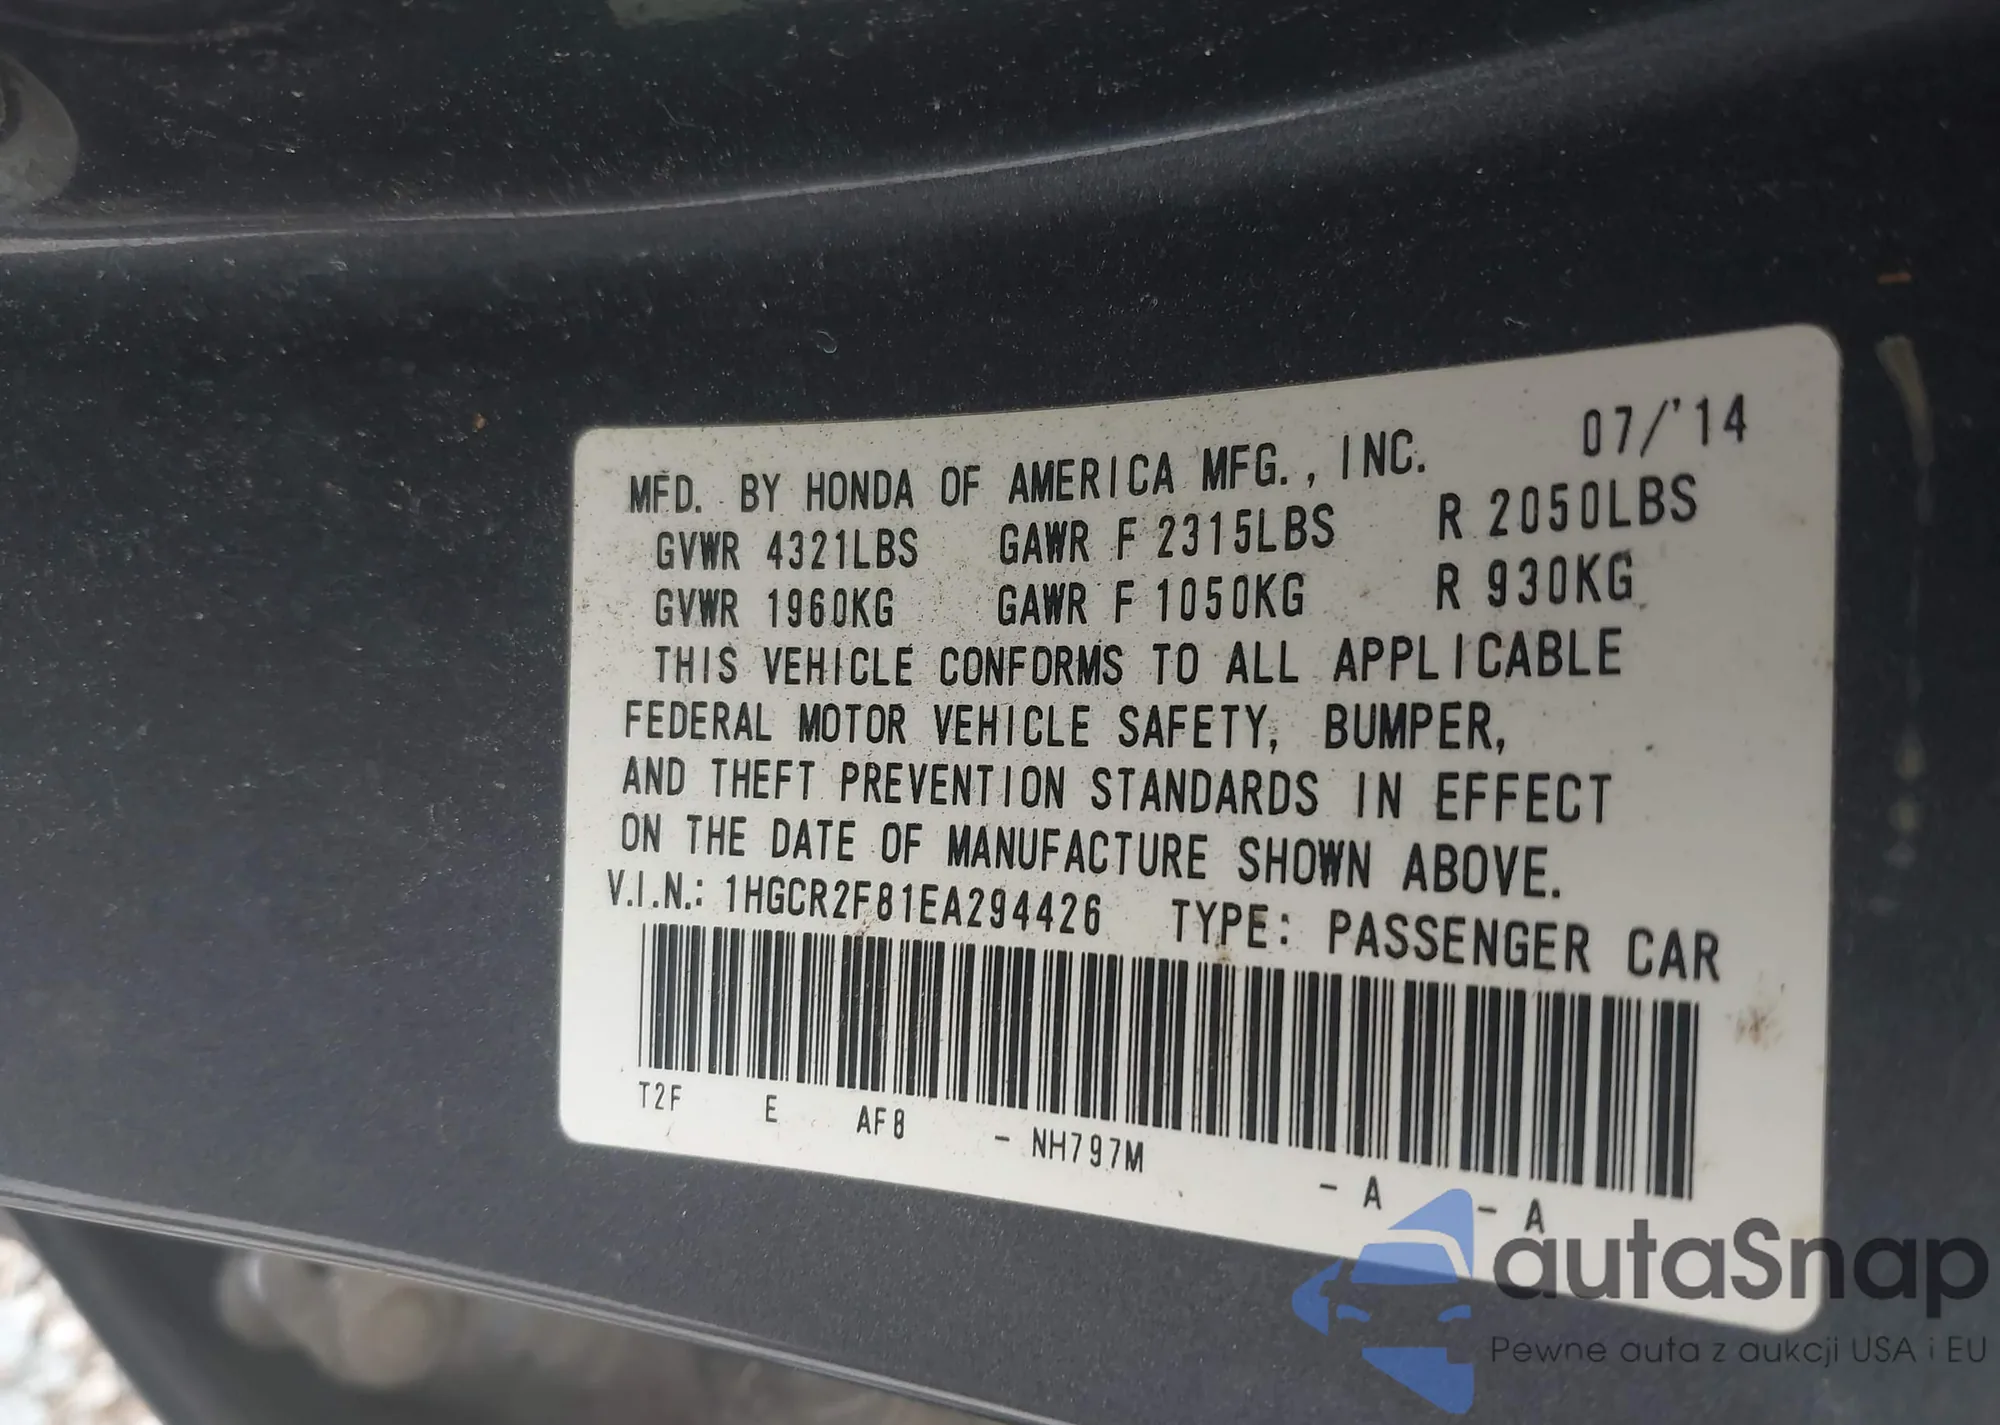 MFD. BY HONDA OF AMERICA MFG., INC. 07/'14
GVWR 4321LBS GAWR F 2315LBS R 2050LBS
GVWR 1960KG GAWR F 1050KG R 930KG
THIS VEHICLE CONFORMS TO ALL APPLICABLE
FEDERAL MOTOR VEHICLE SAFETY, BUMPER,
AND THEFT PREVENTION STANDARDS IN EFFECT
ON THE DATE OF MANUFACTURE SHOWN ABOVE.
V.I.N.: 1HGCR2F81EA294426 TYPE: PASSENGER CAR
T2F E AF8 - NH797M - A - A
autaSnap
Pewne auta z aukcji USA i EU